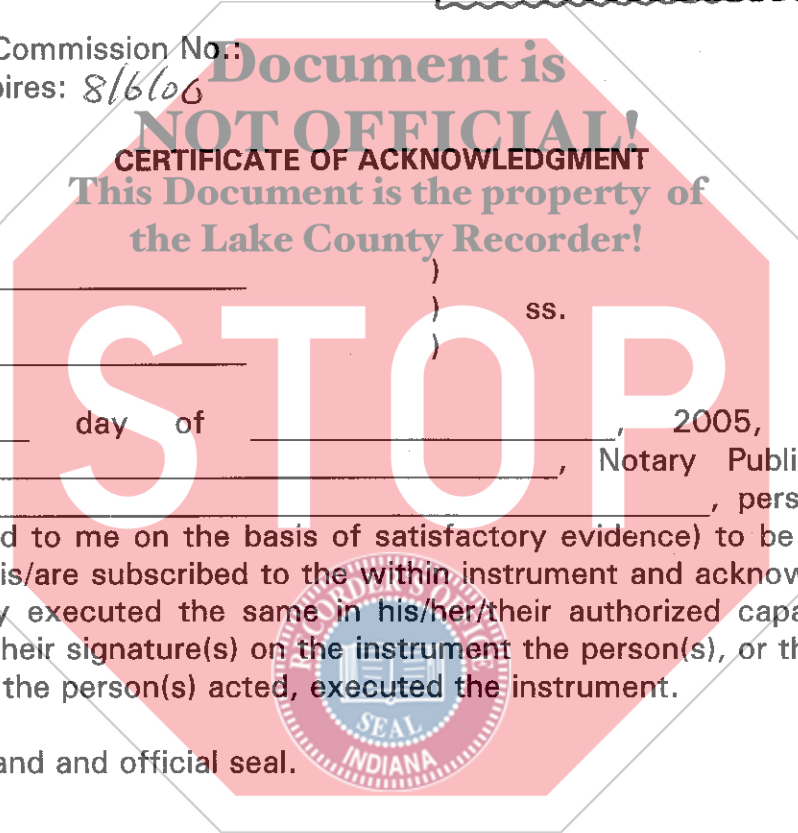 Commission No.:
pires: 8/6/06
Document is
NOT OFFICIAL!
CERTIFICATE OF ACKNOWLEDGMENT
This Document is the property of
the Lake County Recorder!
)
) ss.
)
STOP
day of , 2005,
, Notary Publi
, pers
d to me on the basis of satisfactory evidence) to be
is/are subscribed to the within instrument and acknow
y executed the same in his/her/their authorized capa
heir signature(s) on the instrument the person(s), or th
the person(s) acted, executed the instrument.
RECORDER'S OFFICE
SEAL
INDIANA
and and official seal.